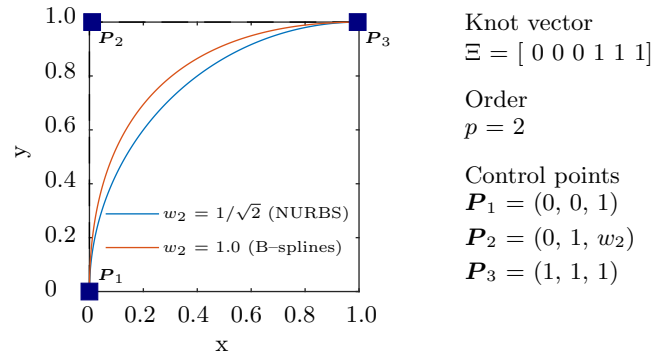 1.0
0.8
0.6
0.4
0.2
0
y
P₂
P₃
P₁
w₂ = 1/√2 (NURBS)
w₂ = 1.0 (B–splines)
0 0.2 0.4 0.6 0.8 1.0
x
Knot vector
Ξ = [ 0 0 0 1 1 1]
Order
p = 2
Control points
P₁ = (0, 0, 1)
P₂ = (0, 1, w₂)
P₃ = (1, 1, 1)